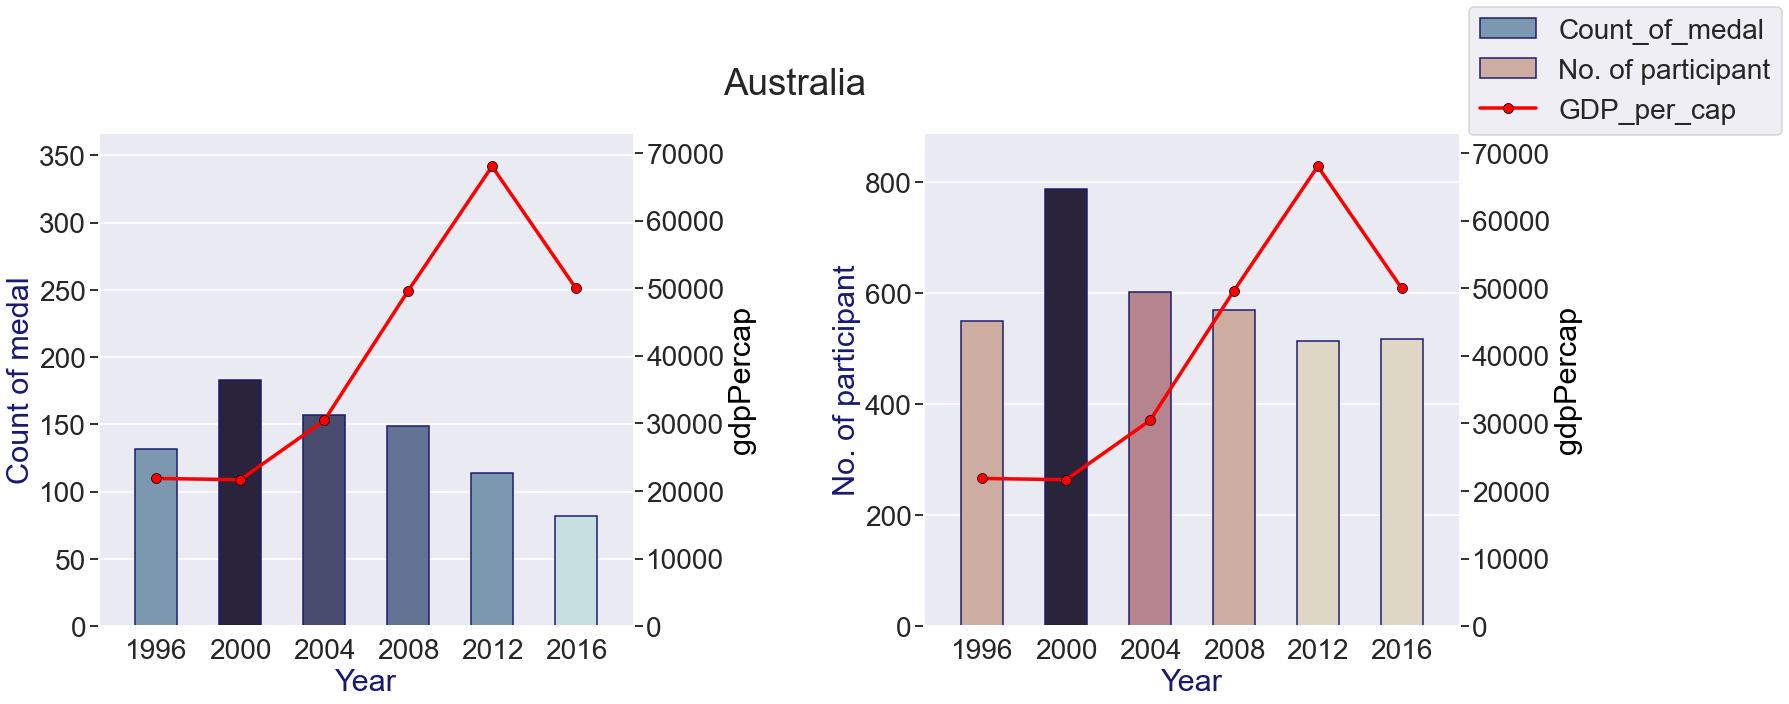 Count_of_medal
No. of participant
GDP_per_cap
Australia
Count of medal
350
300
250
200
150
100
50
0
70000
60000
50000
40000
30000
20000
10000
0
gdpPercap
1996 2000 2004 2008 2012 2016
Year
No. of participant
800
600
400
200
0
70000
60000
50000
40000
30000
20000
10000
0
gdpPercap
1996 2000 2004 2008 2012 2016
Year